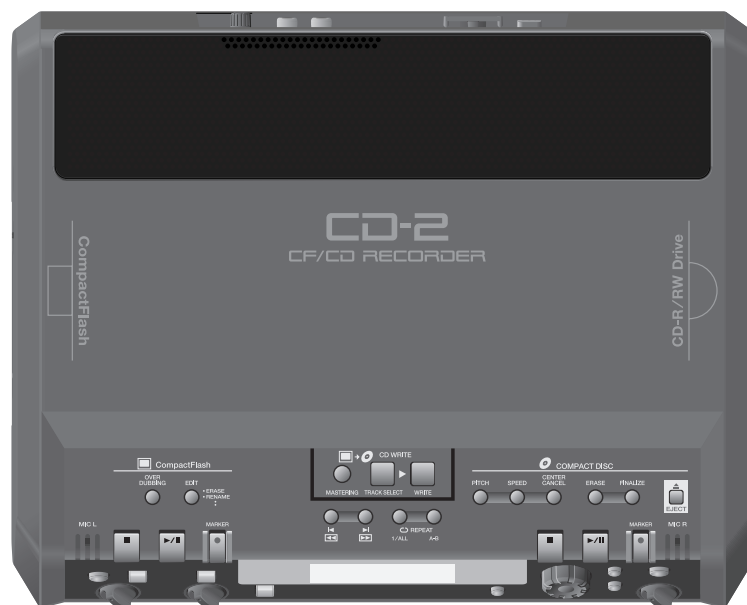 CD-2
CF/CD RECORDER
CompactFlash
CD-R/RW Drive
CompactFlash
OVER DUBBING
EDIT
• ERASE
• RENAME
CD WRITE
MASTERING
TRACK SELECT
WRITE
COMPACT DISC
PITCH
SPEED
CENTER CANCEL
ERASE
FINALIZE
EJECT
REPEAT
1/ALL
A-B
MIC L
MARKER
MARKER
MIC R